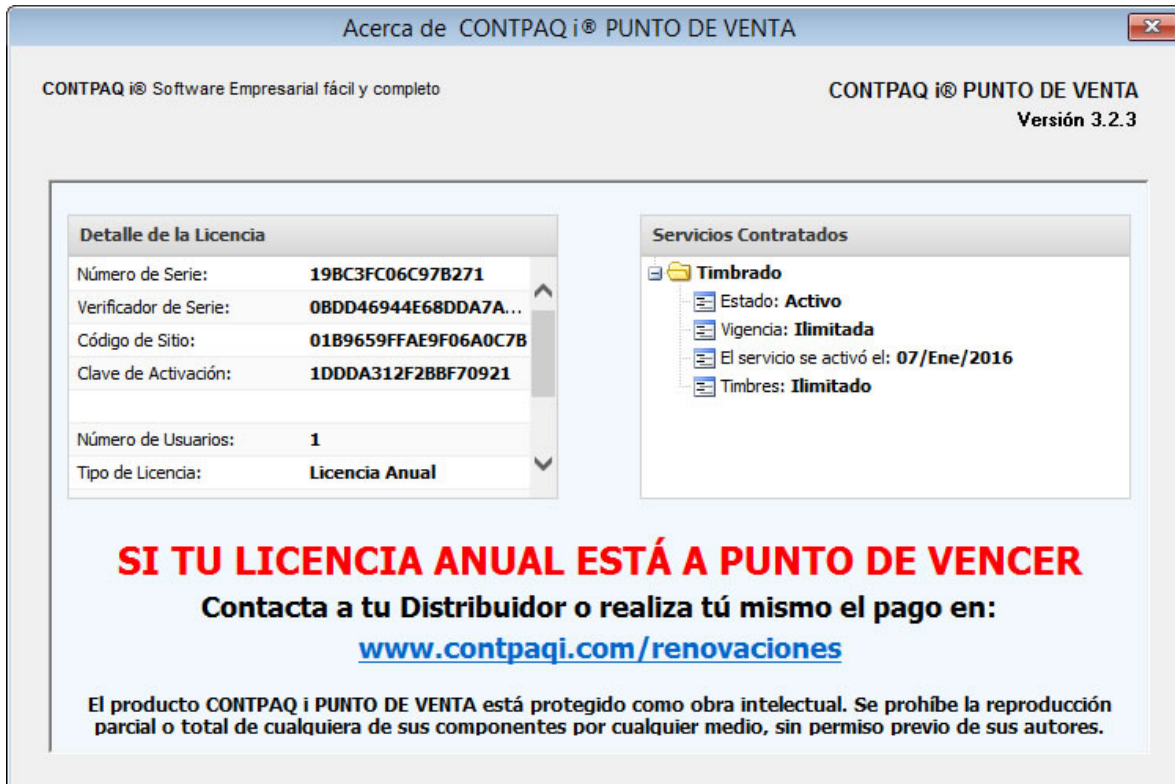 Acerca de CONTPAQ i® PUNTO DE VENTA
CONTPAQ i® Software Empresarial fácil y completo
CONTPAQ i® PUNTO DE VENTA
Versión 3.2.3
Detalle de la Licencia
Número de Serie: 19BC3FC06C97B271
Verificador de Serie: 0BDD46944E68DDA7A...
Código de Sitio: 01B9659FFAE9F06A0C7B
Clave de Activación: 1DDDA312F2BBF70921
Número de Usuarios: 1
Tipo de Licencia: Licencia Anual
Servicios Contratados
Timbrado
Estado: Activo
Vigencia: Ilimitada
El servicio se activó el: 07/Ene/2016
Timbres: Ilimitado
SI TU LICENCIA ANUAL ESTÁ A PUNTO DE VENCER
Contacta a tu Distribuidor o realiza tú mismo el pago en:
www.contpaqi.com/renovaciones
El producto CONTPAQ i PUNTO DE VENTA está protegido como obra intelectual. Se prohíbe la reproducción
parcial o total de cualquiera de sus componentes por cualquier medio, sin permiso previo de sus autores.